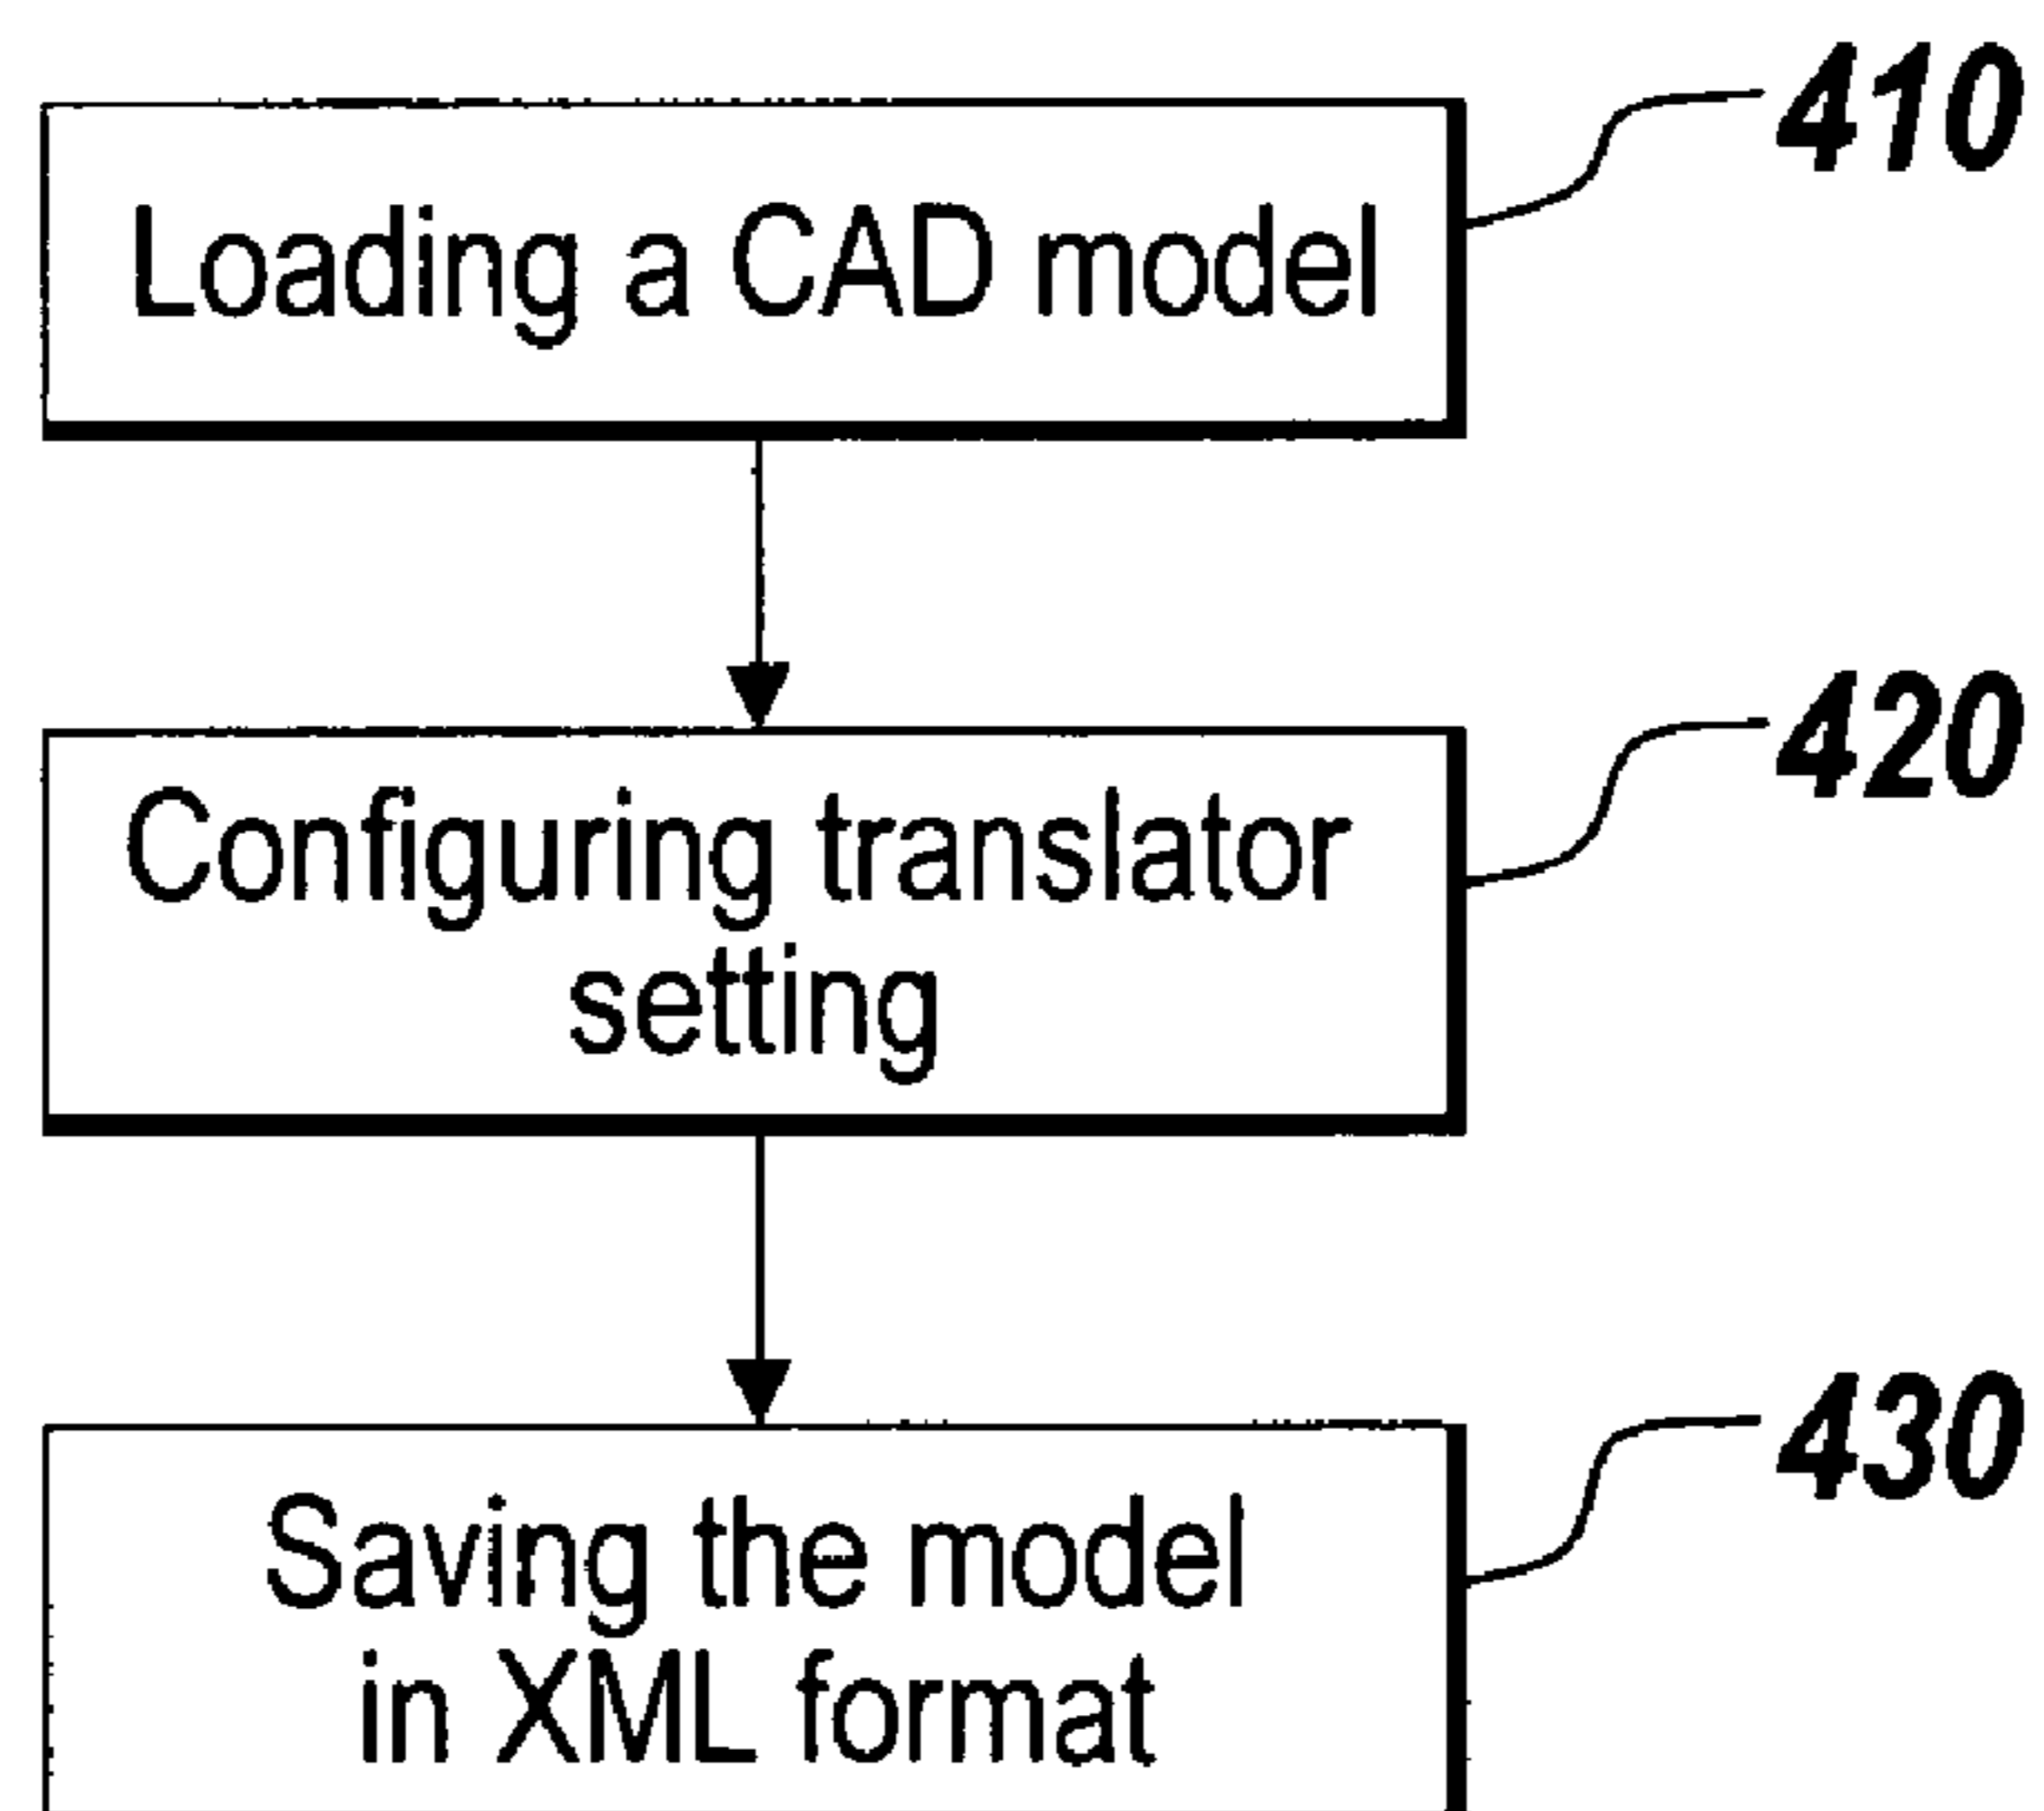 410
Loading a CAD model
420
Configuring translator
setting
430
Saving the model
in XML format